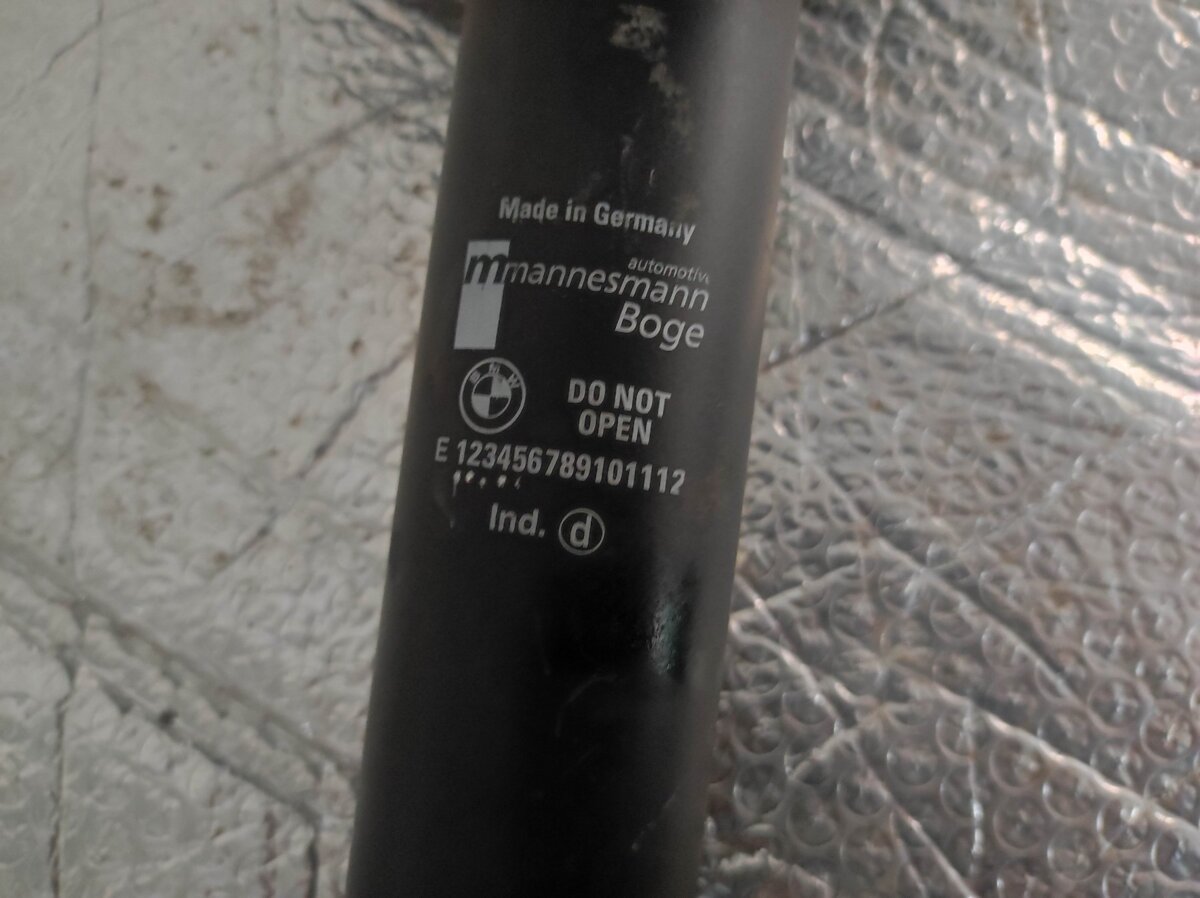 Made in Germany
automotive
m mannesmann
Boge
BMW
DO NOT
OPEN
E 123456789101112
Ind. d